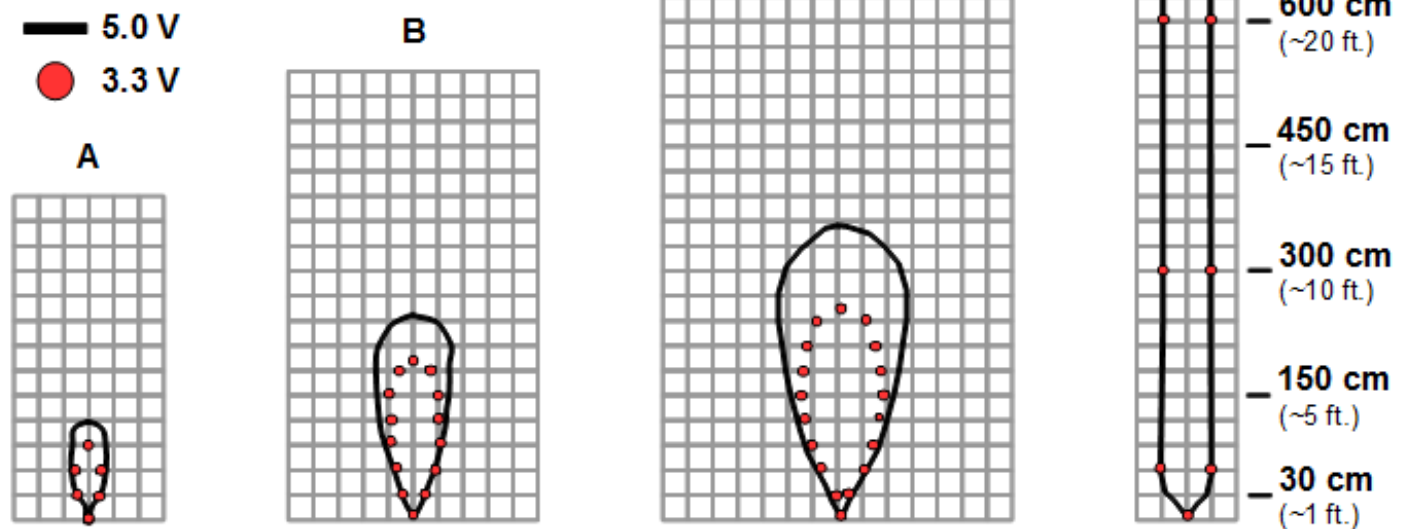 5.0 V
3.3 V
A
B
600 cm
(~20 ft.)
450 cm
(~15 ft.)
300 cm
(~10 ft.)
150 cm
(~5 ft.)
30 cm
(~1 ft.)